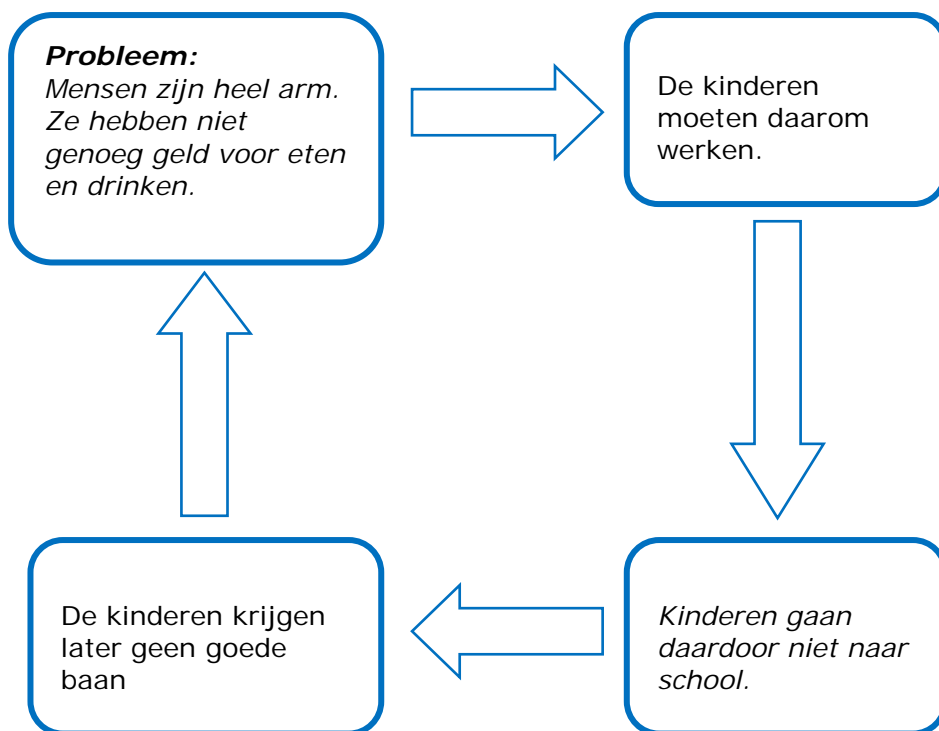 Probleem:
Mensen zijn heel arm.
Ze hebben niet
genoeg geld voor eten
en drinken.
De kinderen
moeten daarom
werken.
Kinderen gaan
daardoor niet naar
school.
De kinderen krijgen
later geen goede
baan